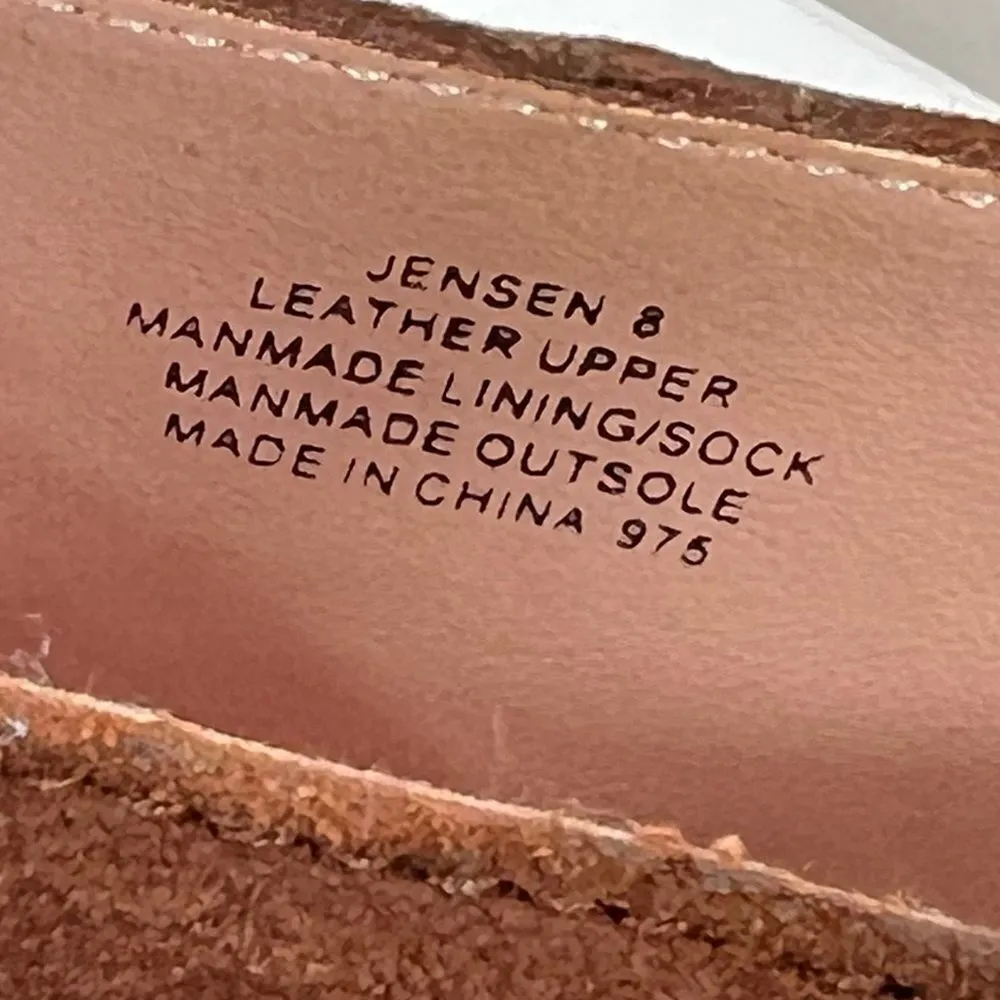 JENSEN 8
LEATHER UPPER
MANMADE LINING/SOCK
MANMADE OUTSOLE
MADE IN CHINA 975